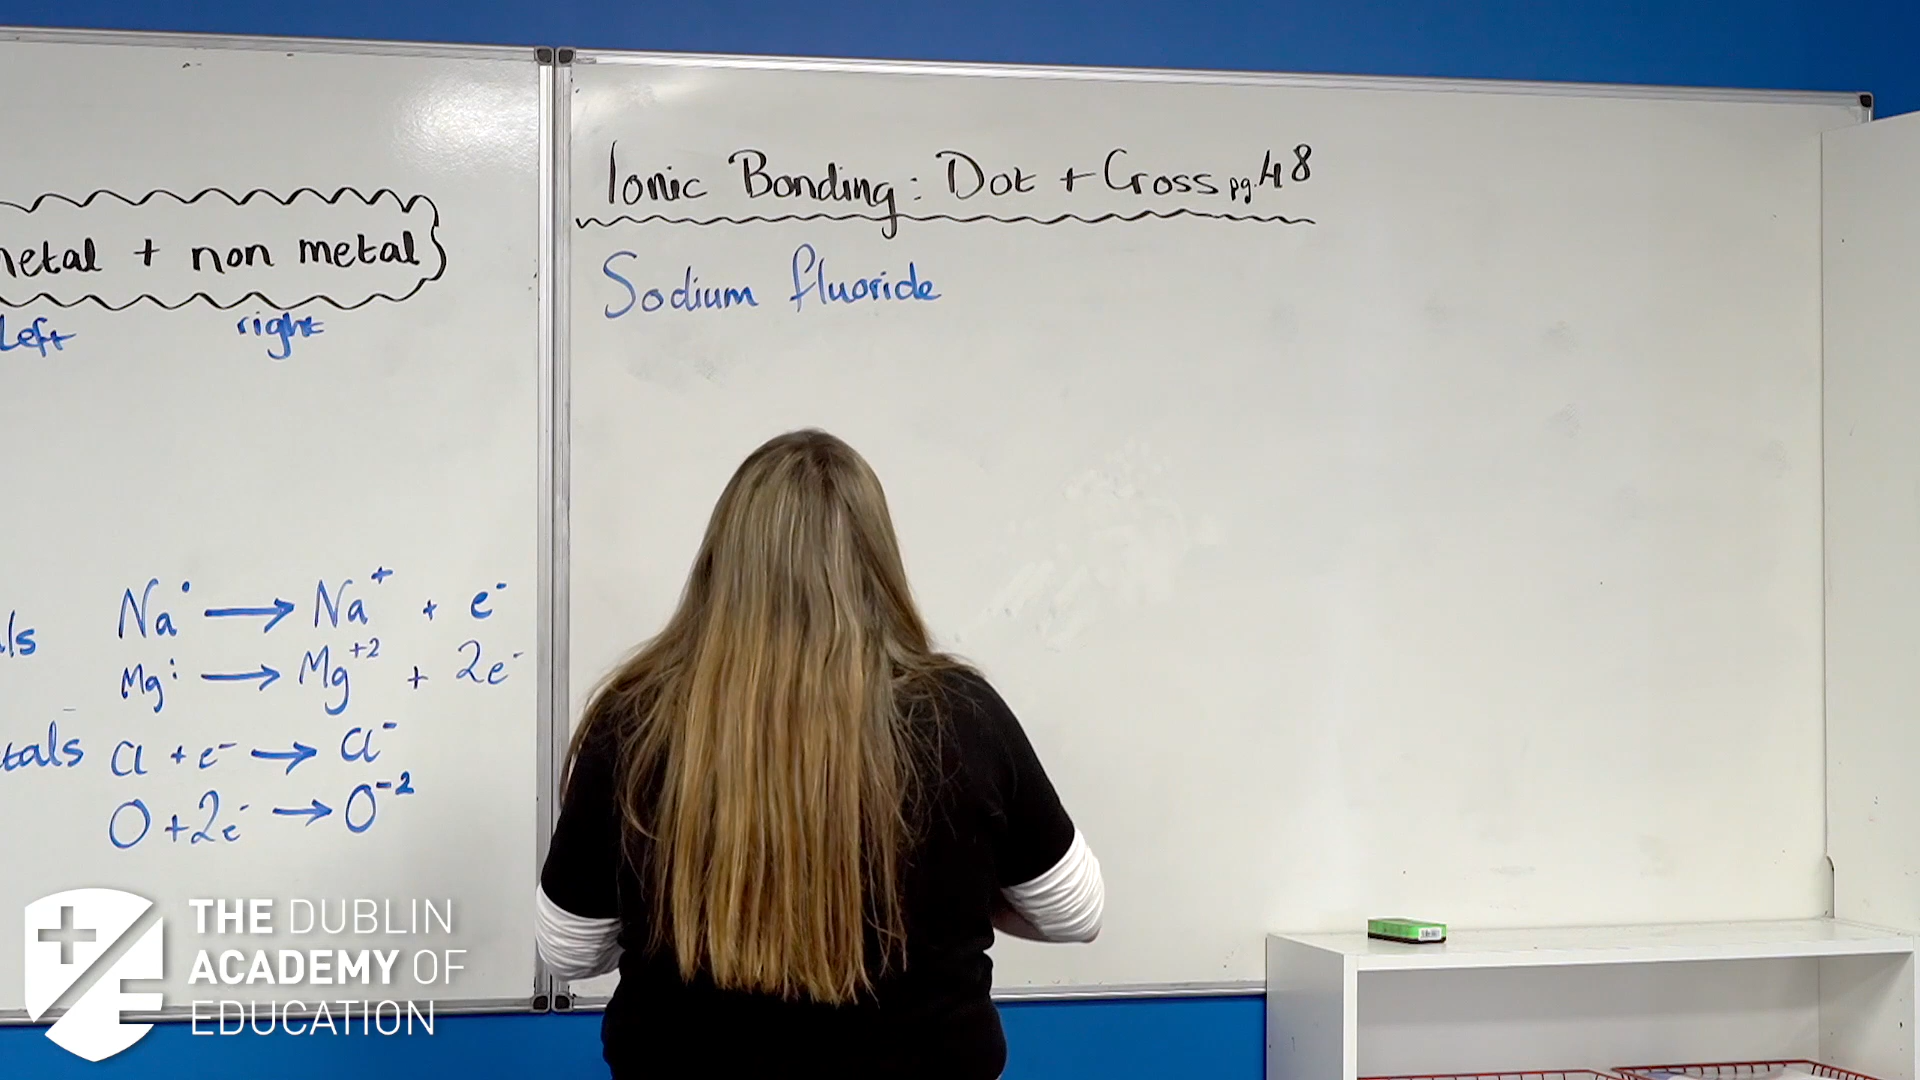 etal + non metal
Left right
Na• → Na⁺ + e⁻
Mg: → Mg⁺² + 2e⁻
Cl + e⁻ → Cl⁻
O + 2e⁻ → O⁻²
Ionic Bonding: Dot + Cross pg.48
Sodium fluoride
THE DUBLIN
ACADEMY OF
EDUCATION